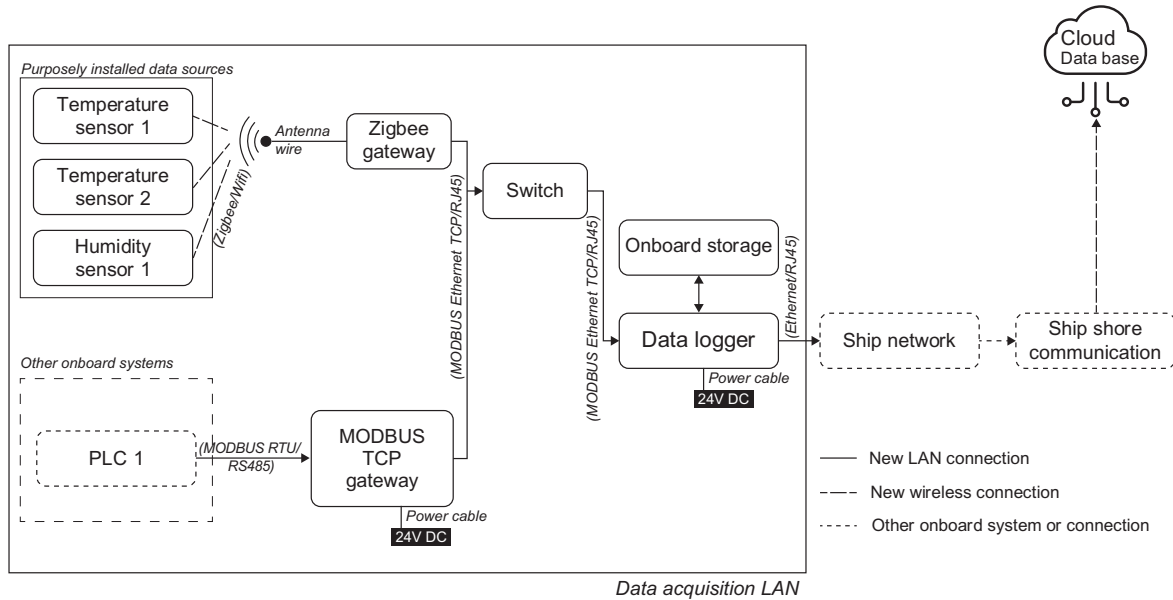 Cloud
Data base
Purposely installed data sources
Temperature
sensor 1
Temperature
sensor 2
Humidity
sensor 1
(Zigbee/Wifi)
Antenna
wire
Zigbee
gateway
(MODBUS Ethernet TCP/RJ45)
Switch
(MODBUS Ethernet TCP/RJ45)
Onboard storage
Data logger
(Ethernet/RJ45)
Power cable
24V DC
Ship network
Ship shore
communication
Other onboard systems
PLC 1
(MODBUS RTU/
RS485)
MODBUS
TCP
gateway
Power cable
24V DC
New LAN connection
New wireless connection
Other onboard system or connection
Data acquisition LAN